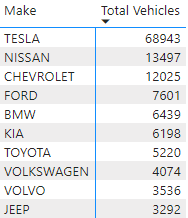 Make Total Vehicles
TESLA 68943
NISSAN 13497
CHEVROLET 12025
FORD 7601
BMW 6439
KIA 6198
TOYOTA 5220
VOLKSWAGEN 4074
VOLVO 3536
JEEP 3292